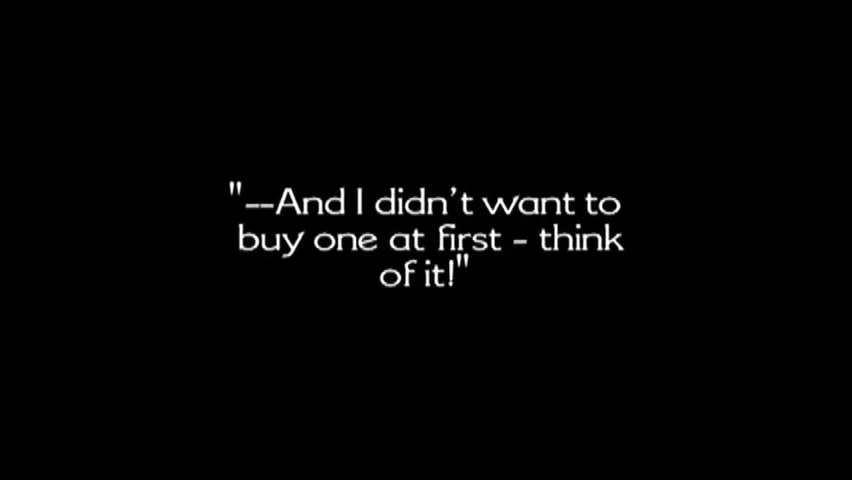 "--And I didn't want to
buy one at first - think
of it!"